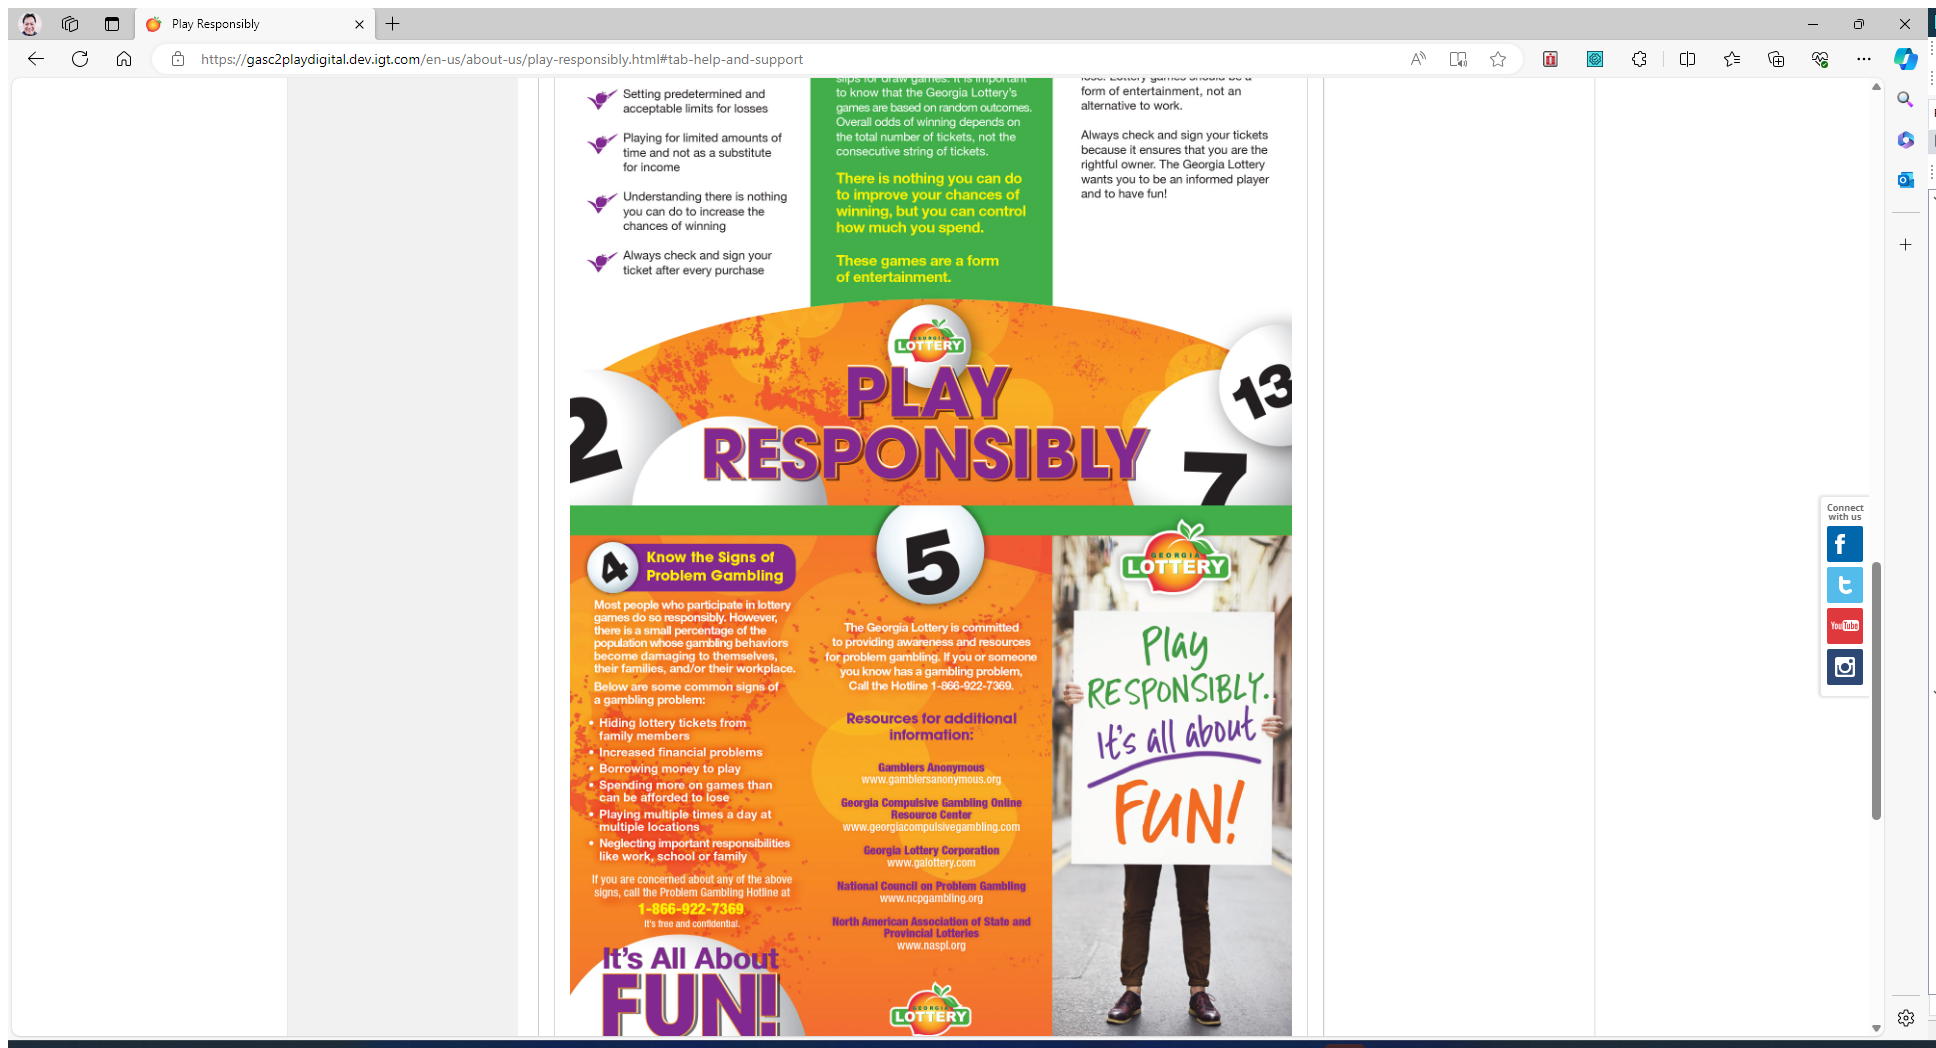 Play Responsibly
https://gasc2playdigital.dev.igt.com/en-us/about-us/play-responsibly.html#tab-help-and-support
Setting predetermined and
acceptable limits for losses
Playing for limited amounts of
time and not as a substitute
for income
Understanding there is nothing
you can do to increase the
chances of winning
Always check and sign your
ticket after every purchase
slips for draw games. It is important
to know that the Georgia Lottery's
games are based on random outcomes.
Overall odds of winning depends on
the total number of tickets, not the
consecutive string of tickets.
There is nothing you can do
to improve your chances of
winning, but you can control
how much you spend.
These games are a form
of entertainment.
lose. Lottery games should be a
form of entertainment, not an
alternative to work.
Always check and sign your tickets
because it ensures that you are the
rightful owner. The Georgia Lottery
wants you to be an informed player
and to have fun!
GEORGIA
LOTTERY
PLAY
RESPONSIBLY
2
13
7
4
Know the Signs of
Problem Gambling
Most people who participate in lottery
games do so responsibly. However,
there is a small percentage of the
population whose gambling behaviors
become damaging to themselves,
their families, and/or their workplace.
Below are some common signs of
a gambling problem:
• Hiding lottery tickets from
family members
• Increased financial problems
• Borrowing money to play
• Spending more on games than
can be afforded to lose
• Playing multiple times a day at
multiple locations
• Neglecting important responsibilities
like work, school or family
If you are concerned about any of the above
signs, call the Problem Gambling Hotline at
1-866-922-7369
It's free and confidential.
It's All About
FUN!
5
The Georgia Lottery is committed
to providing awareness and resources
for problem gambling. If you or someone
you know has a gambling problem,
Call the Hotline 1-866-922-7369.
Resources for additional
information:
Gamblers Anonymous
www.gamblersanonymous.org
Georgia Compulsive Gambling Online
Resource Center
www.georgiacompulsivegambling.com
Georgia Lottery Corporation
www.galottery.com
National Council on Problem Gambling
www.ncpgambling.org
North American Association of State and
Provincial Lotteries
www.naspl.org
GEORGIA
LOTTERY
GEORGIA
LOTTERY
Play
RESPONSIBLY.
It's all about
FUN!
Connect
with us
f
t
YouTube